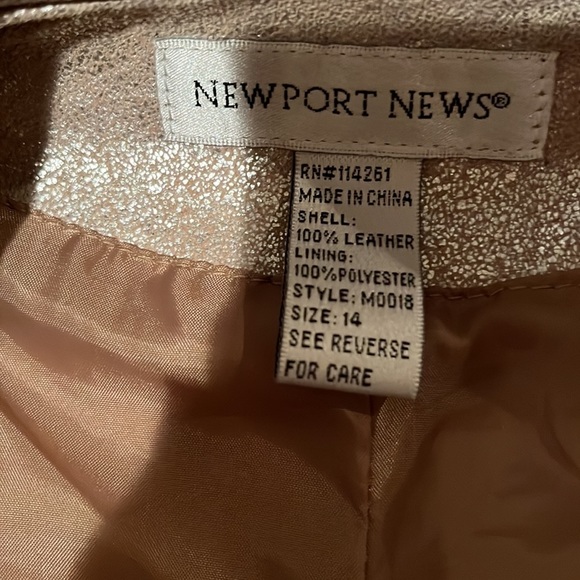 NEWPORT NEWS®
RN#114261
MADE IN CHINA
SHELL:
100% LEATHER
LINING:
100%POLYESTER
STYLE: M0018
SIZE: 14
SEE REVERSE
FOR CARE